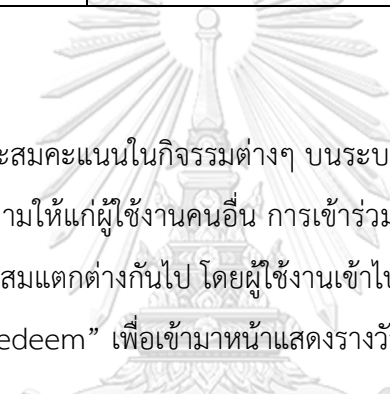 ะสมคะแนนในกิจกรรมต่างๆ บนระบ
ามให้แก่ผู้ใช้งานคนอื่น การเข้าร่วม
สมแตกต่างกันไป โดยผู้ใช้งานเข้าไป
edeem” เพื่อเข้ามาหน้าแสดงรางวั